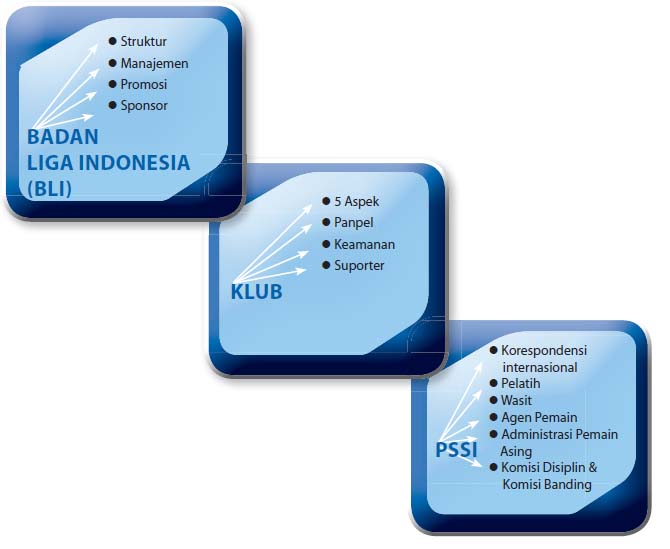 ● Struktur
● Manajemen
● Promosi
● Sponsor
BADAN
LIGA INDONESIA
(BLI)
● 5 Aspek
● Panpel
● Keamanan
● Suporter
KLUB
● Korespondensi
internasional
● Pelatih
● Wasit
● Agen Pemain
● Administrasi Pemain
Asing
● Komisi Disiplin &
Komisi Banding
PSSI